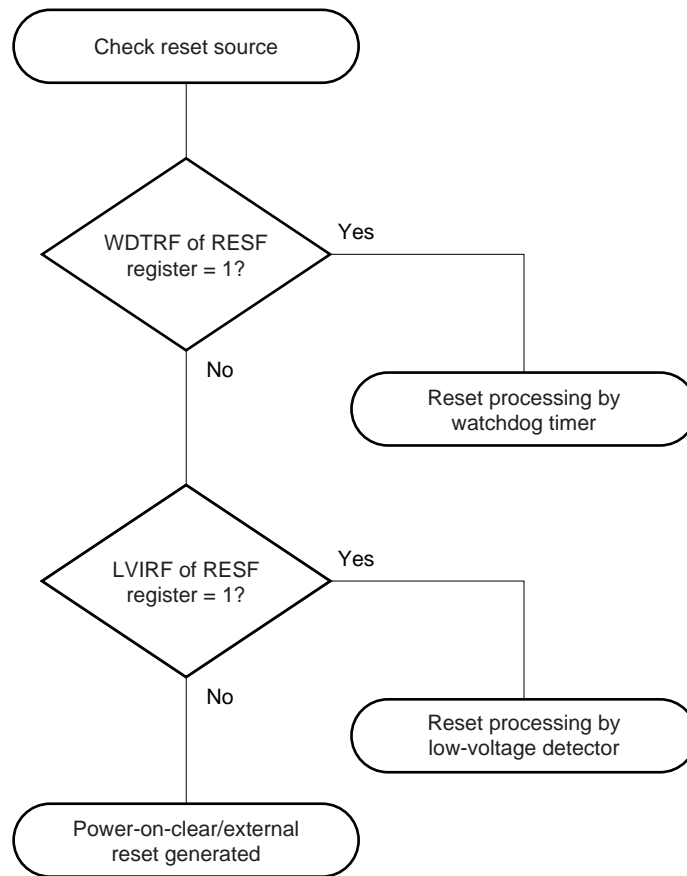 Check reset source
WDTRF of RESF
register = 1?
Yes
No
Reset processing by
watchdog timer
LVIRF of RESF
register = 1?
Yes
No
Reset processing by
low-voltage detector
Power-on-clear/external
reset generated